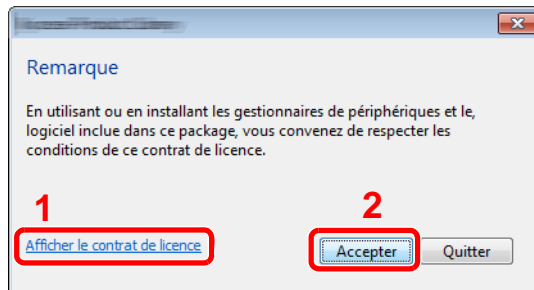 Remarque
En utilisant ou en installant les gestionnaires de périphériques et le,
logiciel inclue dans ce package, vous convenez de respecter les
conditions de ce contrat de licence.
1
2
Afficher le contrat de licence
Accepter
Quitter